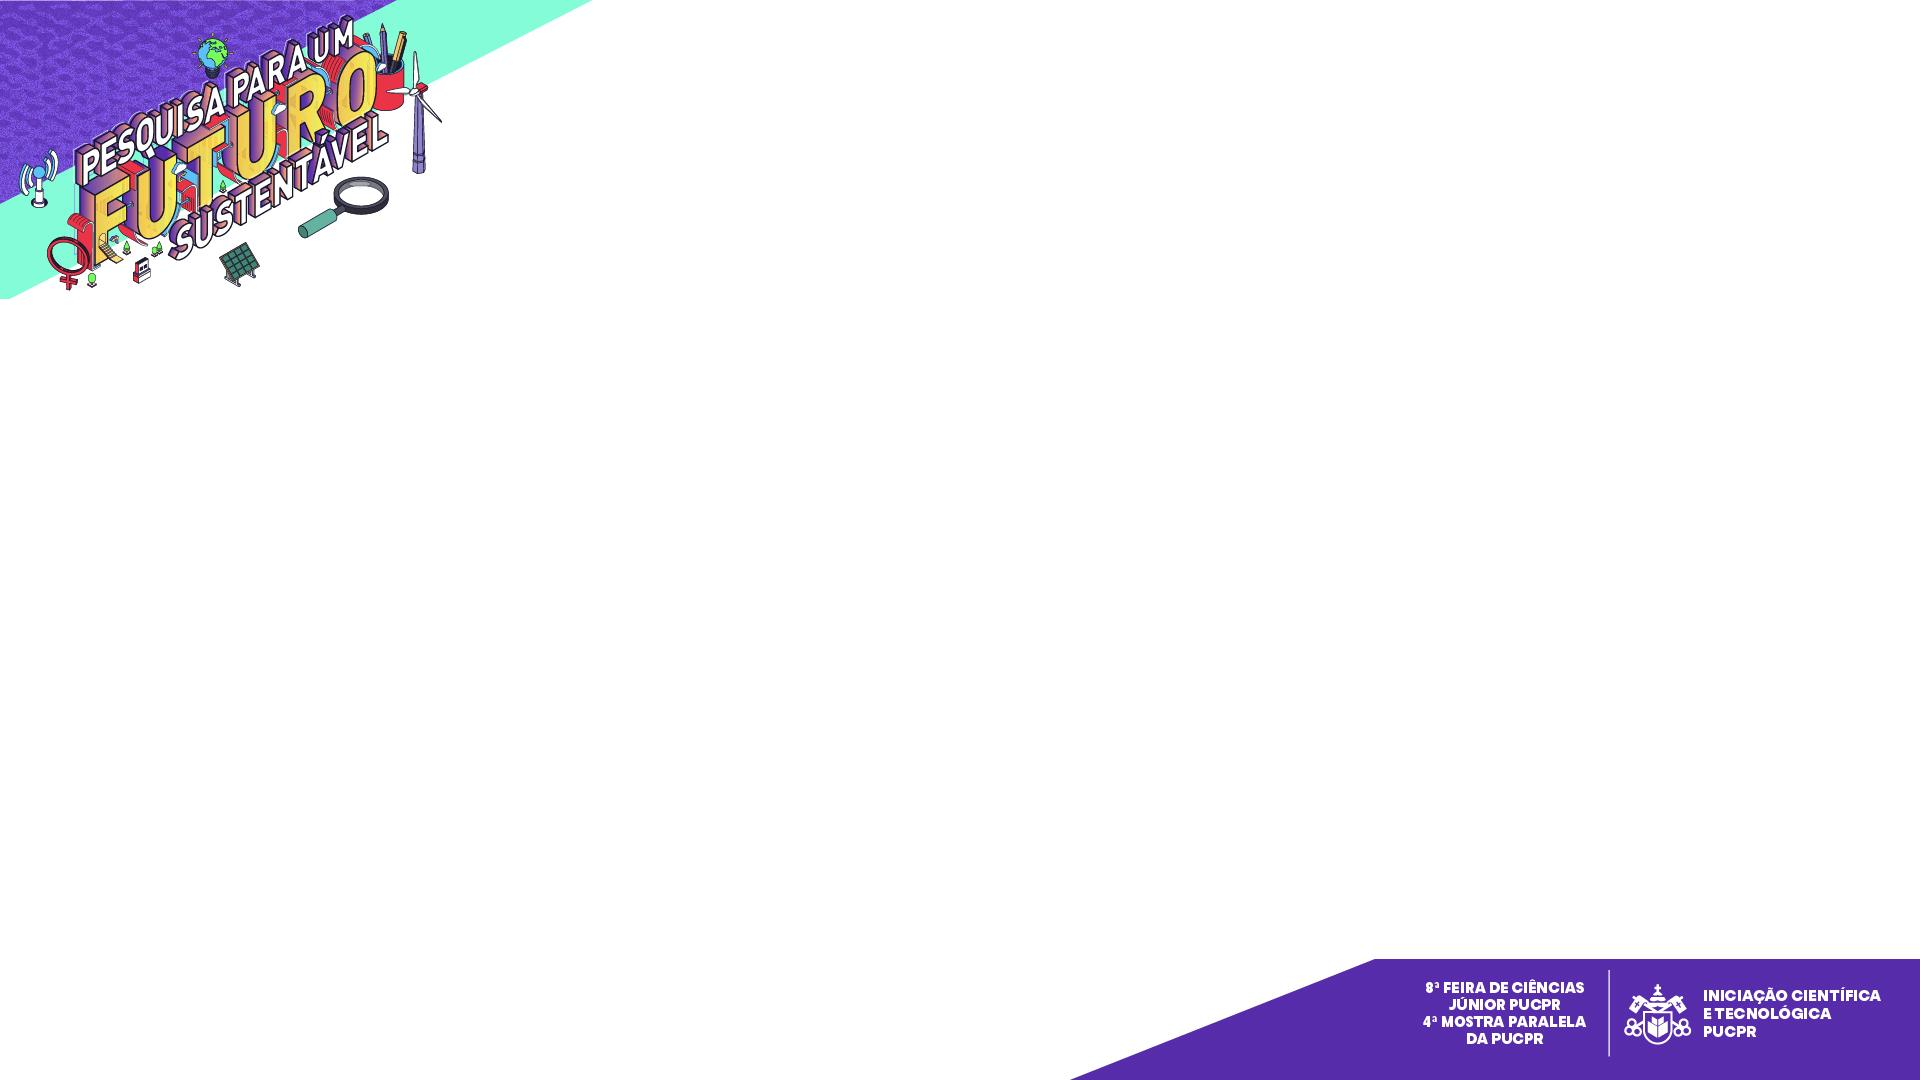 PESQUISA PARA UM
FUTURO
SUSTENTÁVEL
8ª FEIRA DE CIÊNCIAS
JÚNIOR PUCPR
4ª MOSTRA PARALELA
DA PUCPR
INICIAÇÃO CIENTÍFICA
E TECNOLÓGICA
PUCPR